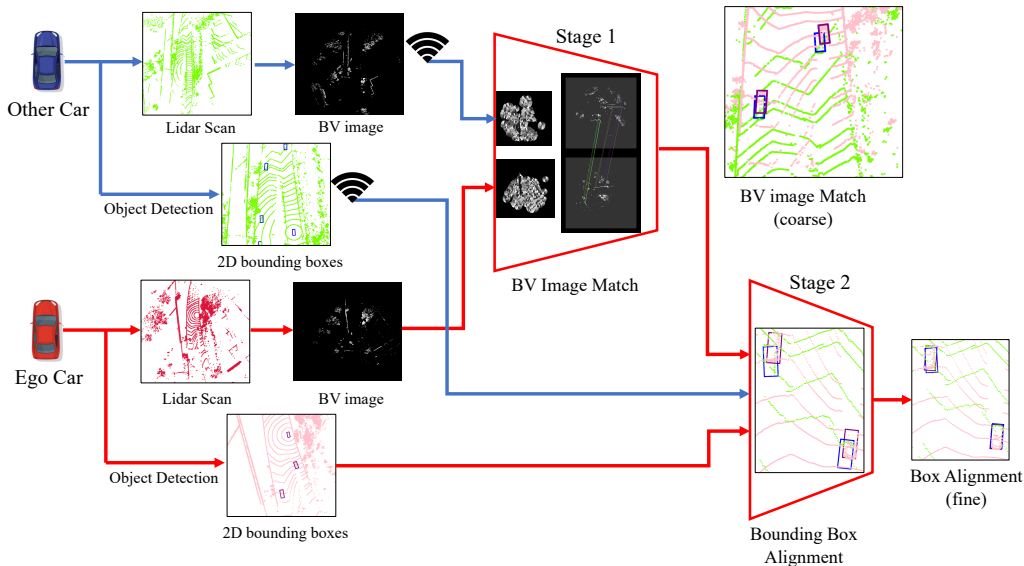 Stage 1
Other Car
Lidar Scan
BV image
Object Detection
2D bounding boxes
BV Image Match
BV image Match
(coarse)
Stage 2
Ego Car
Lidar Scan
BV image
Object Detection
2D bounding boxes
Bounding Box
Alignment
Box Alignment
(fine)